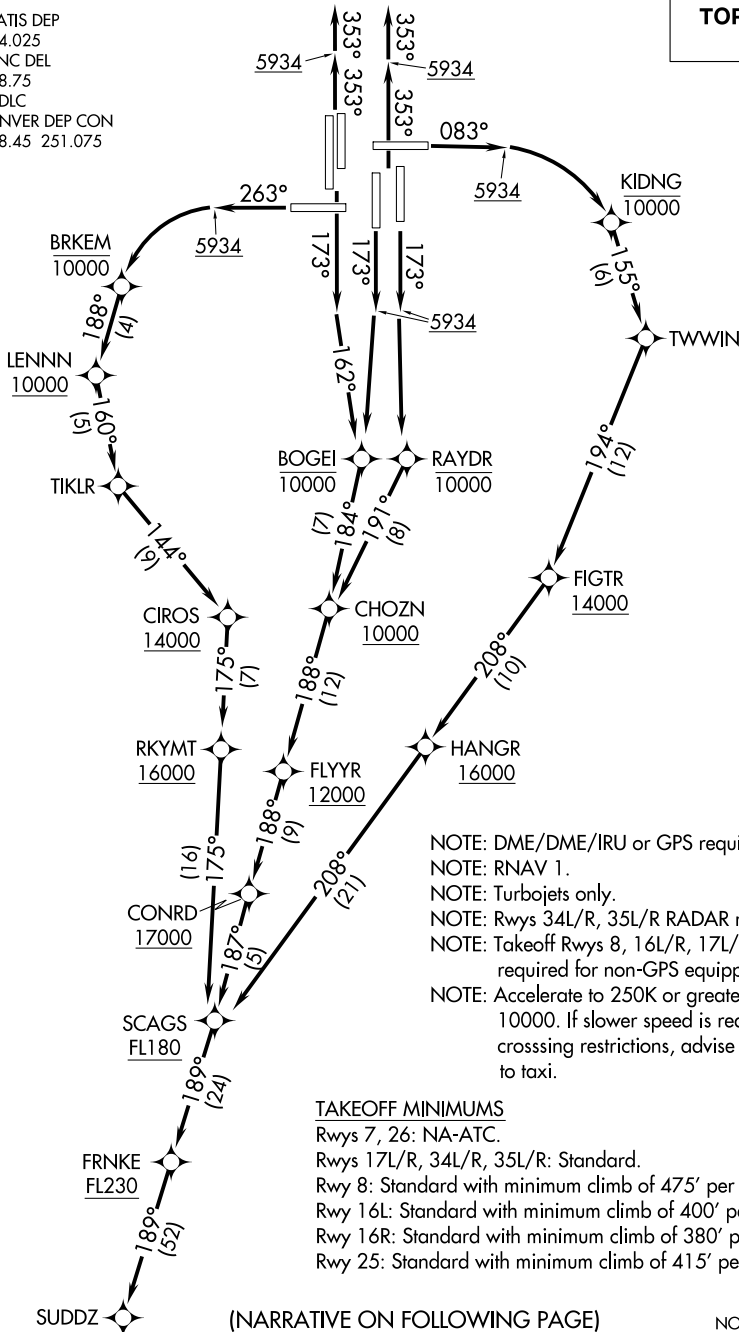 ATIS DEP
4.025
NC DEL
8.75
DLC
NVER DEP CON
8.45 251.075
TOP
353°
353°
5934
5934
353°
353°
083°
5934
KIDNG
10000
263°
5934
BRKEM
10000
173°
173°
173°
155°
(6)
188°
(4)
5934
TWWIN
LENNN
10000
162°
160°
(5)
BOGEI
10000
RAYDR
10000
194°
(12)
TIKLR
184°
(7)
191°
(8)
144°
(9)
FIGTR
14000
CIROS
14000
CHOZN
10000
175°
(7)
188°
(12)
208°
(10)
RKYMT
16000
FLYYR
12000
HANGR
16000
188°
(9)
175°
(16)
208°
(21)
CONRD
17000
187°
(5)
SCAGS
FL180
189°
(24)
FRNKE
FL230
189°
(52)
SUDDZ
NOTE: DME/DME/IRU or GPS requi
NOTE: RNAV 1.
NOTE: Turbojets only.
NOTE: Rwys 34L/R, 35L/R RADAR r
NOTE: Takeoff Rwys 8, 16L/R, 17L/
required for non-GPS equipp
NOTE: Accelerate to 250K or greate
10000. If slower speed is req
crosssing restrictions, advise
to taxi.
TAKEOFF MINIMUMS
Rwys 7, 26: NA-ATC.
Rwys 17L/R, 34L/R, 35L/R: Standard.
Rwy 8: Standard with minimum climb of 475' per
Rwy 16L: Standard with minimum climb of 400' pe
Rwy 16R: Standard with minimum climb of 380' p
Rwy 25: Standard with minimum climb of 415' pe
(NARRATIVE ON FOLLOWING PAGE)
NO